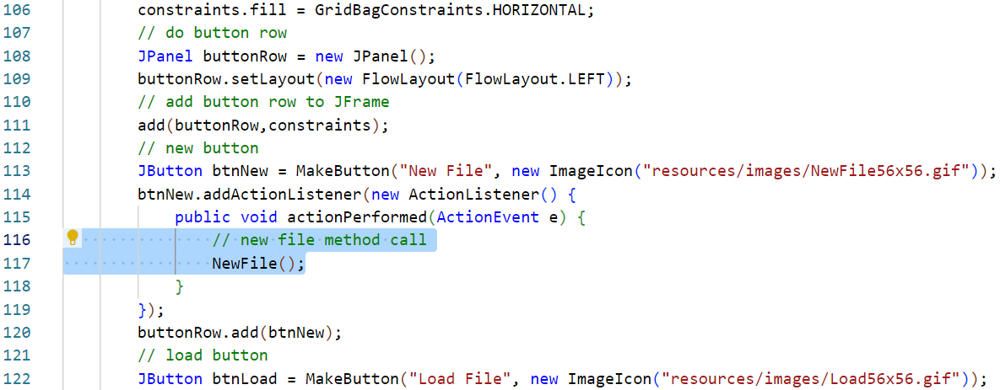 106 constraints.fill = GridBagConstraints.HORIZONTAL;
107 // do button row
108 JPanel buttonRow = new JPanel();
109 buttonRow.setLayout(new FlowLayout(FlowLayout.LEFT));
110 // add button row to JFrame
111 add(buttonRow,constraints);
112 // new button
113 JButton btnNew = MakeButton("New File", new ImageIcon("resources/images/NewFile56x56.gif"));
114 btnNew.addActionListener(new ActionListener() {
115 public void actionPerformed(ActionEvent e) {
116 // new file method call
117 NewFile();
118 }
119 });
120 buttonRow.add(btnNew);
121 // load button
122 JButton btnLoad = MakeButton("Load File", new ImageIcon("resources/images/Load56x56.gif"));